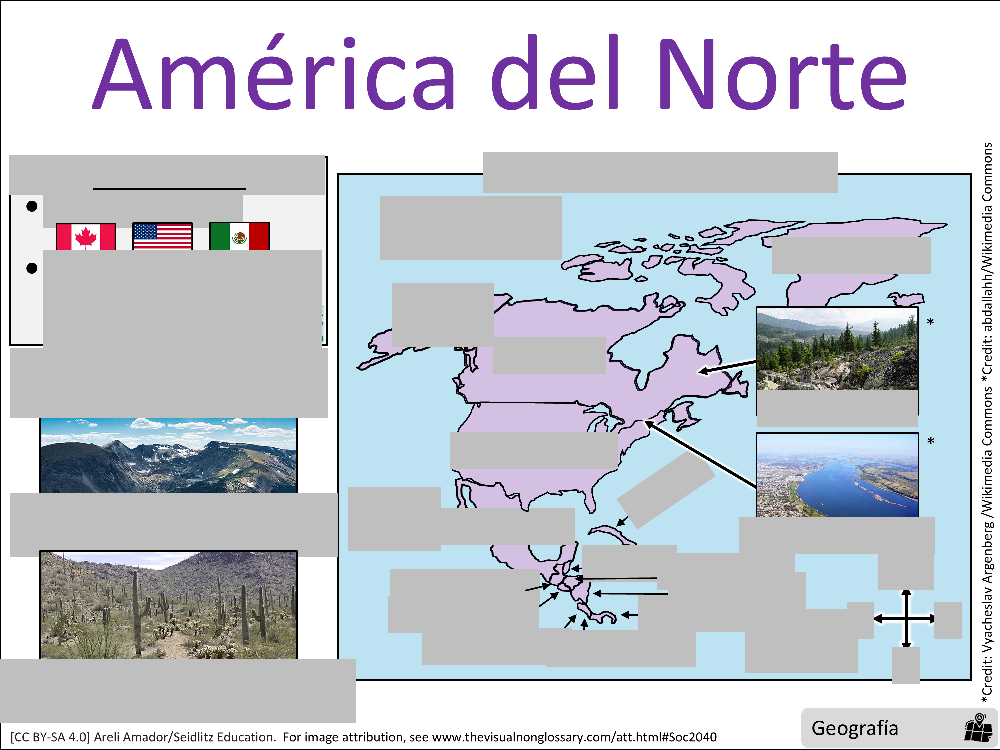 América del Norte
*
*
*Credit: Vyacheslav Argenberg /Wikimedia Commons *Credit: abdallahh/Wikimedia Commons
Geografía
[CC BY-SA 4.0] Areli Amador/Seidlitz Education. For image attribution, see www.thevisualnonglossary.com/att.html#Soc2040